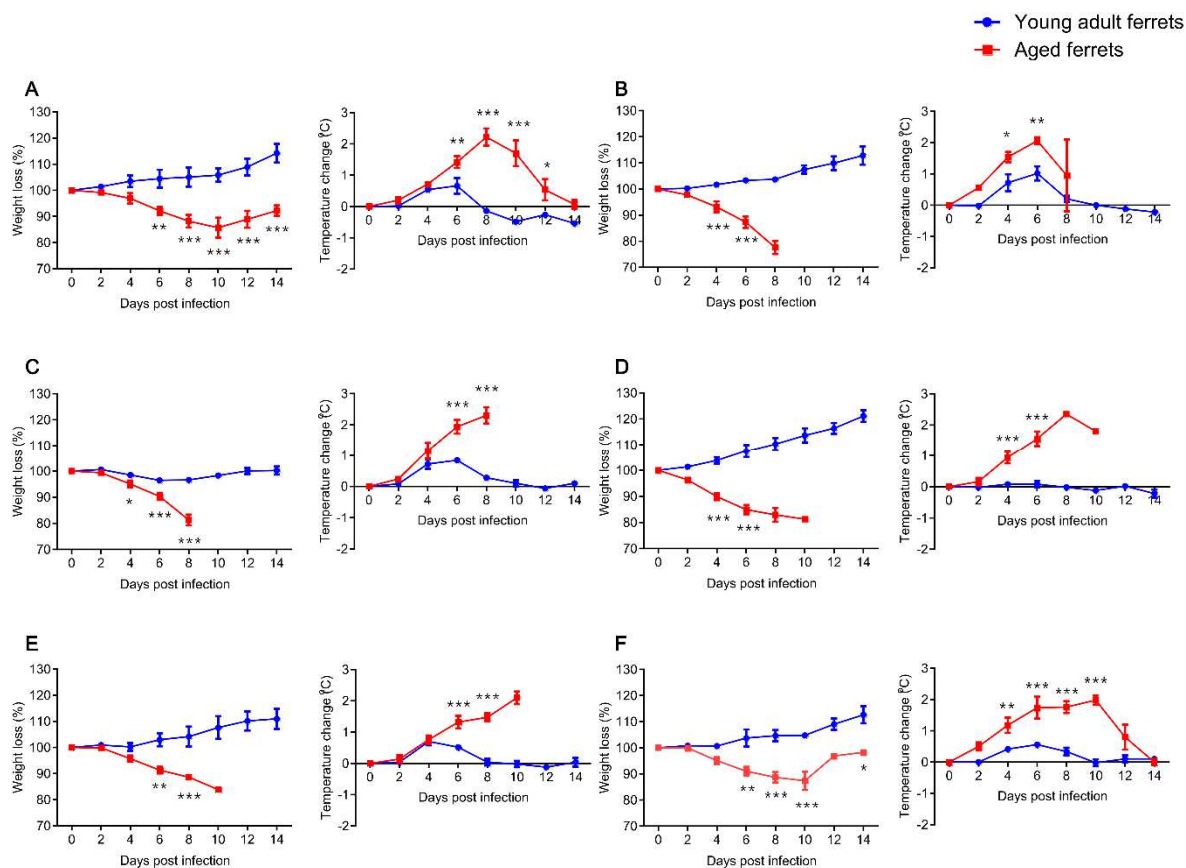 Young adult ferrets
Aged ferrets
A
130
120
110
100
90
80
70
Weight loss (%)
**
***
***
***
***
0 2 4 6 8 10 12 14
Days post infection
3
2
1
0
-1
-2
Temperature change (ºC)
**
***
***
*
0 2 4 6 8 10 12 14
Days post infection
B
130
120
110
100
90
80
70
Weight loss (%)
***
***
0 2 4 6 8 10 12 14
Days post infection
3
2
1
0
-1
-2
Temperature change (ºC)
*
**
0 2 4 6 8 10 12 14
Days post infection
C
130
120
110
100
90
80
70
Weight loss (%)
*
***
***
0 2 4 6 8 10 12 14
Days post infection
3
2
1
0
-1
-2
Temperature change (ºC)
***
***
0 2 4 6 8 10 12 14
Days post infection
D
130
120
110
100
90
80
70
Weight loss (%)
***
***
0 2 4 6 8 10 12 14
Days post infection
3
2
1
0
-1
-2
Temperature change (ºC)
***
***
0 2 4 6 8 10 12 14
Days post infection
E
130
120
110
100
90
80
70
Weight loss (%)
**
***
0 2 4 6 8 10 12 14
Days post infection
3
2
1
0
-1
-2
Temperature change (ºC)
***
***
0 2 4 6 8 10 12 14
Days post infection
F
130
120
110
100
90
80
70
Weight loss (%)
**
***
***
*
0 2 4 6 8 10 12 14
Days post infection
3
2
1
0
-1
-2
Temperature change (ºC)
**
***
***
***
0 2 4 6 8 10 12 14
Days post infection